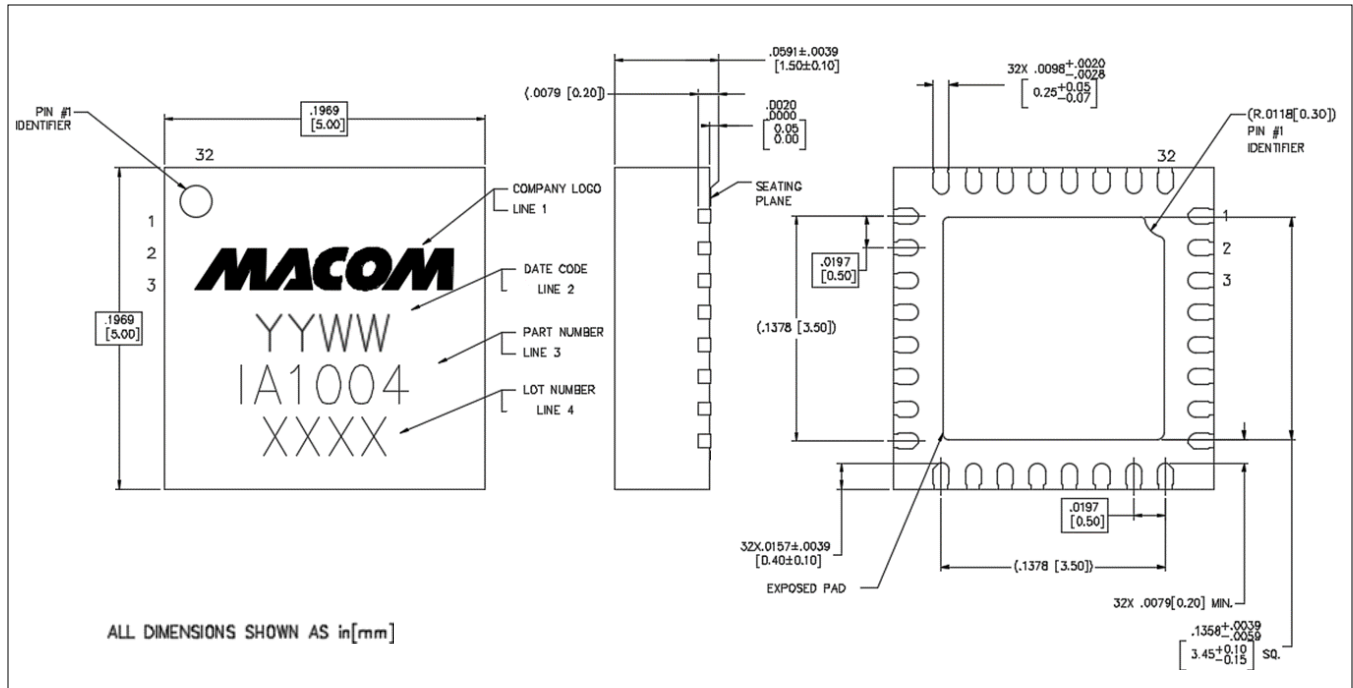 PIN #1
IDENTIFIER
.1969
[5.00]
32
1
2
3
.1969
[5.00]
MACOM
YYWW
IA1004
XXXX
COMPANY LOGO
LINE 1
DATE CODE
LINE 2
PART NUMBER
LINE 3
LOT NUMBER
LINE 4
.0591±.0039
[1.50±0.10]
(.0079 [0.20])
.0020
.0000
[0.05
0.00]
SEATING
PLANE
32X .0098+.0020
-.0028
[0.25+0.05
-0.07]
(R.0118[0.30])
PIN #1
IDENTIFIER
32
1
2
3
.0197
[0.50]
(.1378 [3.50])
.0197
[0.50]
32X.0157±.0039
[0.40±0.10]
EXPOSED PAD
(.1378 [3.50])
32X .0079[0.20] MIN.
.1358+.0039
-.0059
[3.45+0.10
-0.15] SQ.
ALL DIMENSIONS SHOWN AS in[mm]